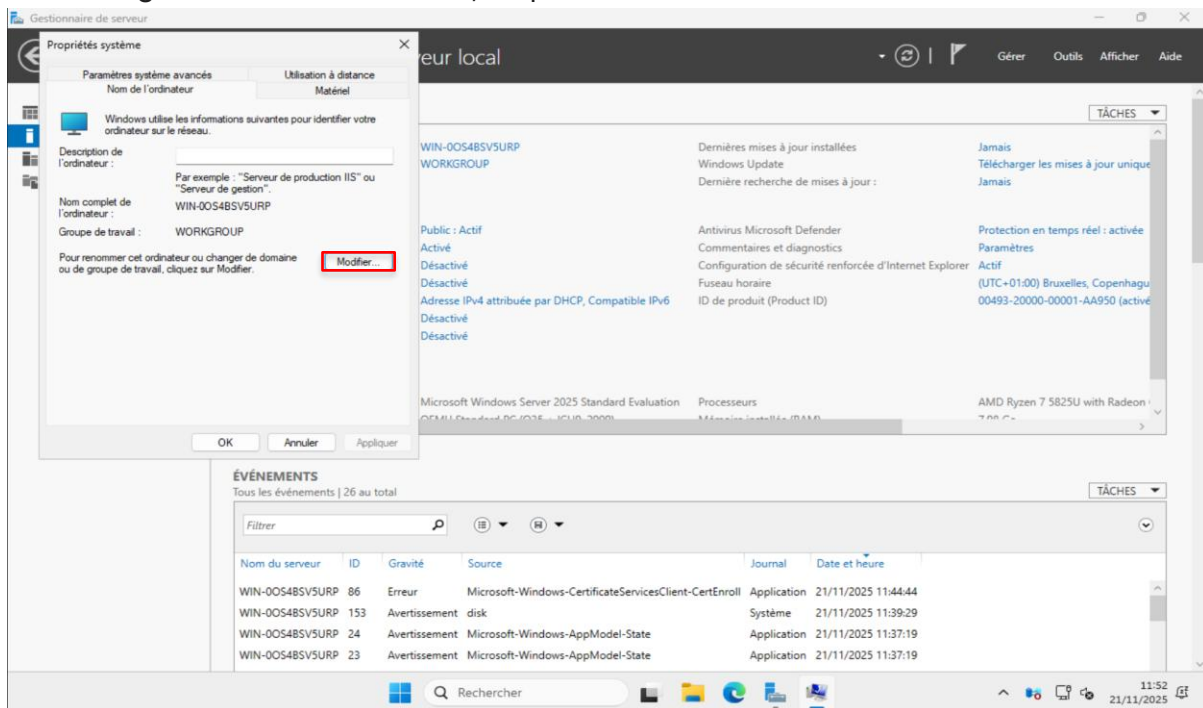 Gestionnaire de serveur
Propriétés système
eur local
Gérer Outils Afficher Aide
Paramètres système avancés Utilisation à distance
Nom de l'ordinateur Matériel
TÂCHES
Windows utilise les informations suivantes pour identifier votre
ordinateur sur le réseau.
Description de
l'ordinateur :
Par exemple : "Serveur de production IIS" ou
"Serveur de gestion".
Nom complet de
l'ordinateur :
WIN-0OS4BSV5URP
Groupe de travail : WORKGROUP
Pour renommer cet ordinateur ou changer de domaine
ou de groupe de travail, cliquez sur Modifier.
Modifier...
OK Annuler Appliquer
WIN-0OS4BSV5URP Dernières mises à jour installées Jamais
WORKGROUP Windows Update Télécharger les mises à jour unique
Dernière recherche de mises à jour : Jamais
Public : Actif Antivirus Microsoft Defender Protection en temps réel : activée
Activé Commentaires et diagnostics Paramètres
Désactivé Configuration de sécurité renforcée d'Internet Explorer Actif
Désactivé Fuseau horaire (UTC+01:00) Bruxelles, Copenhagu
Adresse IPv4 attribuée par DHCP, Compatible IPv6 ID de produit (Product ID) 00493-20000-00001-AA950 (activé
Désactivé
Désactivé
Microsoft Windows Server 2025 Standard Evaluation Processeurs AMD Ryzen 7 5825U with Radeon
ÉVÉNEMENTS
Tous les événements | 26 au total
TÂCHES
Filtrer
Nom du serveur ID Gravité Source Journal Date et heure
WIN-0OS4BSV5URP 86 Erreur Microsoft-Windows-CertificateServicesClient-CertEnroll Application 21/11/2025 11:44:44
WIN-0OS4BSV5URP 153 Avertissement disk Système 21/11/2025 11:39:29
WIN-0OS4BSV5URP 24 Avertissement Microsoft-Windows-AppModel-State Application 21/11/2025 11:37:19
WIN-0OS4BSV5URP 23 Avertissement Microsoft-Windows-AppModel-State Application 21/11/2025 11:37:19
Rechercher
11:52
21/11/2025